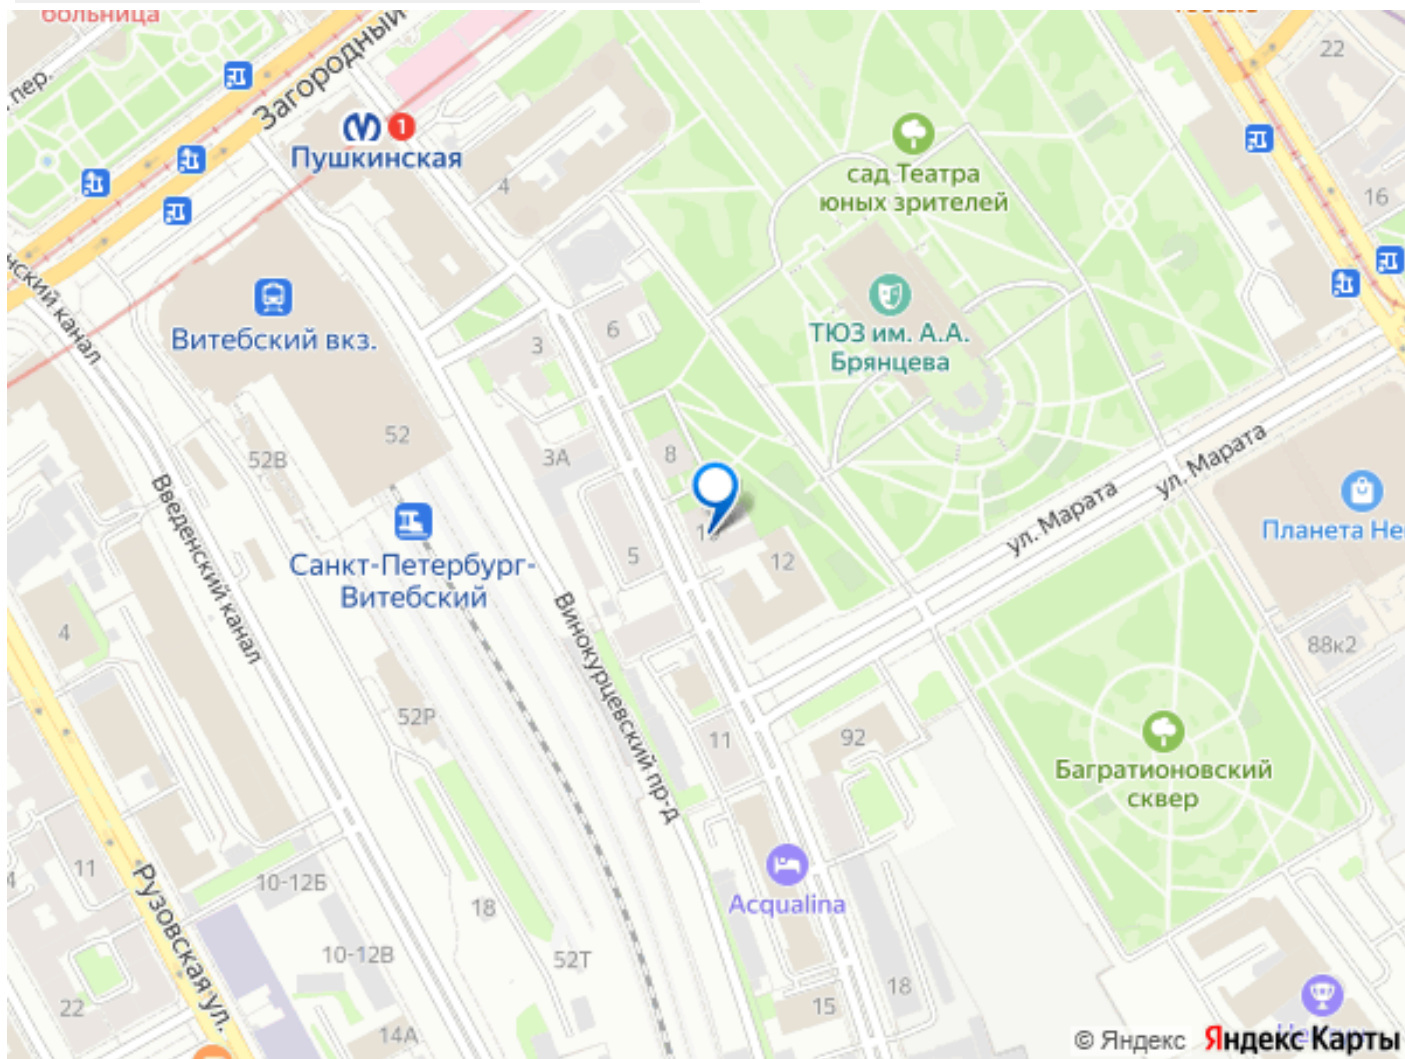 больница
пер.
Загородный
22
1
Пушкинская
4
сад Театра
юных зрителей
16
Витебский вкз.
ТЮЗ им. А.А.
Брянцева
6
3
52
52В
3А
8
ул. Марата
ул. Марата
Планета Не
Введенский канал
Санкт-Петербург-
Витебский
5
12
4
Винокурцевский пр-д
88к2
52Р
11
92
Багратионовский
сквер
11
Рузовская ул.
10-12Б
18
Acqualina
10-12В
52Т
22
14А
15
18
© Яндекс Яндекс Карты